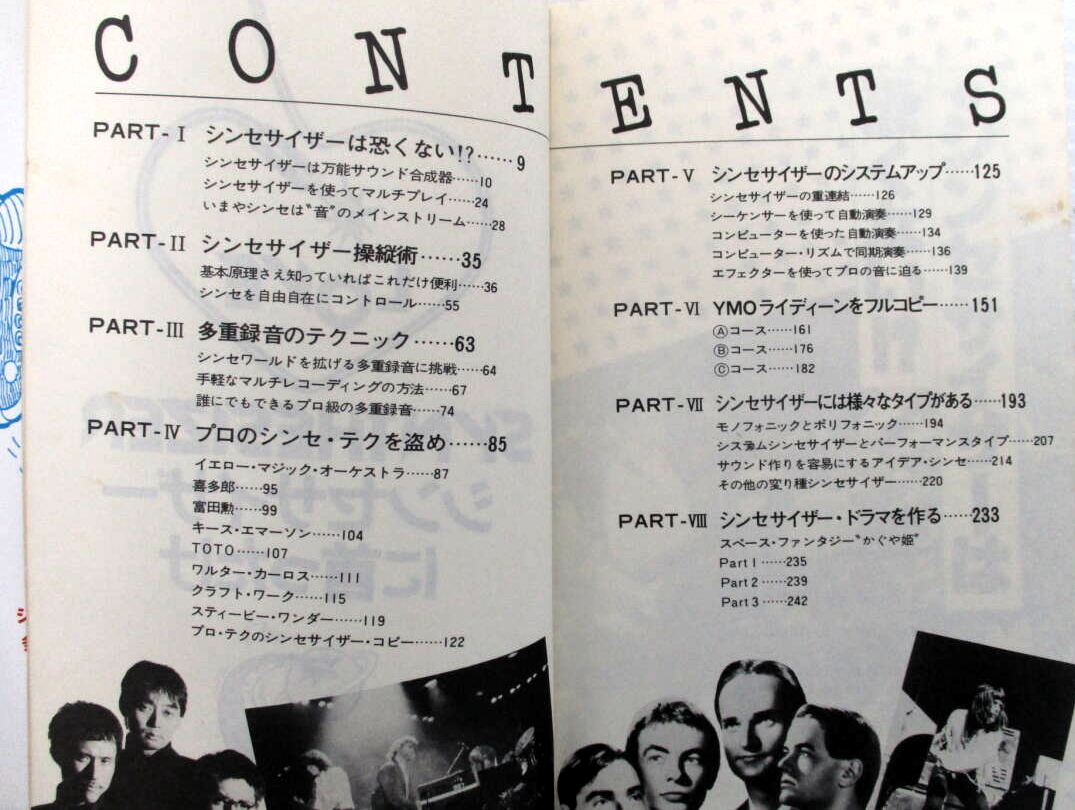 CONTENTS
PART-Ⅰ シンセサイザーは恐くない!?……9
シンセサイザーは万能サウンド合成器……10
シンセサイザーを使ってマルチプレイ……24
いまやシンセは〝音〟のメインストリーム……28
PART-Ⅱ シンセサイザー操縦術……35
基本原理さえ知っていればこれだけ便利……36
シンセを自由自在にコントロール……55
PART-Ⅲ 多重録音のテクニック……63
シンセワールドを拡げる多重録音に挑戦……64
手軽なマルチレコーディングの方法……67
誰にでもできるプロ級の多重録音……74
PART-Ⅳ プロのシンセ・テクを盗め……85
イエロー・マジック・オーケストラ……87
喜多郎……95
富田勲……99
キース・エマーソン……104
TOTO……107
ワルター・カーロス……111
クラフト・ワーク……115
スティービー・ワンダー……119
プロ・テクのシンセサイザー・コピー……122
PART-Ⅴ シンセサイザーのシステムアップ……125
シンセサイザーの重連結……126
シーケンサーを使って自動演奏……129
コンピューターを使った自動演奏……134
コンピューター・リズムで同期演奏……136
エフェクターを使ってプロの音に迫る……139
PART-Ⅵ YMOライディーンをフルコピー……151
Ⓐコース……161
Ⓑコース……176
Ⓒコース……182
PART-Ⅶ シンセサイザーには様々なタイプがある……193
モノフォニックとポリフォニック……194
システムシンセサイザーとパーフォーマンスタイプ……207
サウンド作りを容易にするアイデア・シンセ……214
その他の変り種シンセサイザー……220
PART-Ⅷ シンセサイザー・ドラマを作る……233
スペース・ファンタジー〝かぐや姫〟
Part 1……235
Part 2……239
Part 3……242